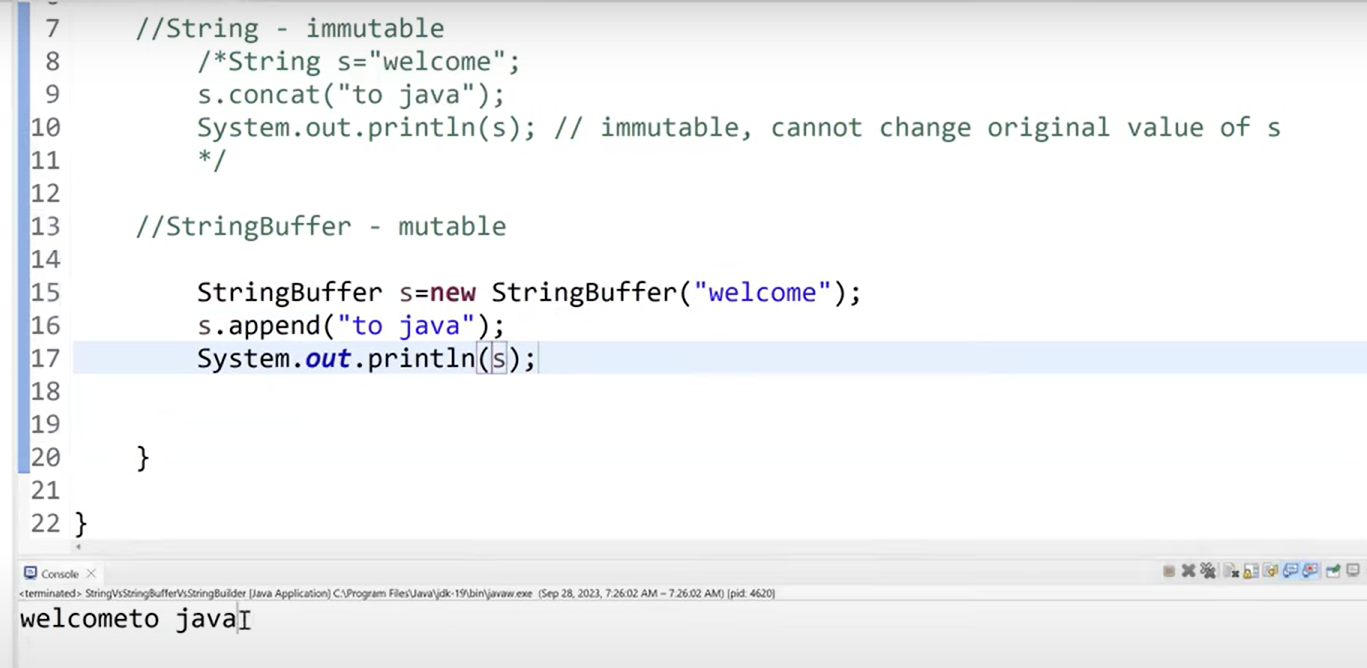 7 //String - immutable
8 /*String s="welcome";
9 s.concat("to java");
10 System.out.println(s); // immutable, cannot change original value of s
11 */
12
13 //StringBuffer - mutable
14
15 StringBuffer s=new StringBuffer("welcome");
16 s.append("to java");
17 System.out.println(s);
18
19
20 }
21
22 }
Console
<terminated> StringVsStringBufferVsStringBuilder [Java Application] C:\Program Files\Java\jdk-19\bin\javaw.exe (Sep 28, 2023, 7:26:02 AM – 7:26:02 AM) [pid: 4620]
welcometo java